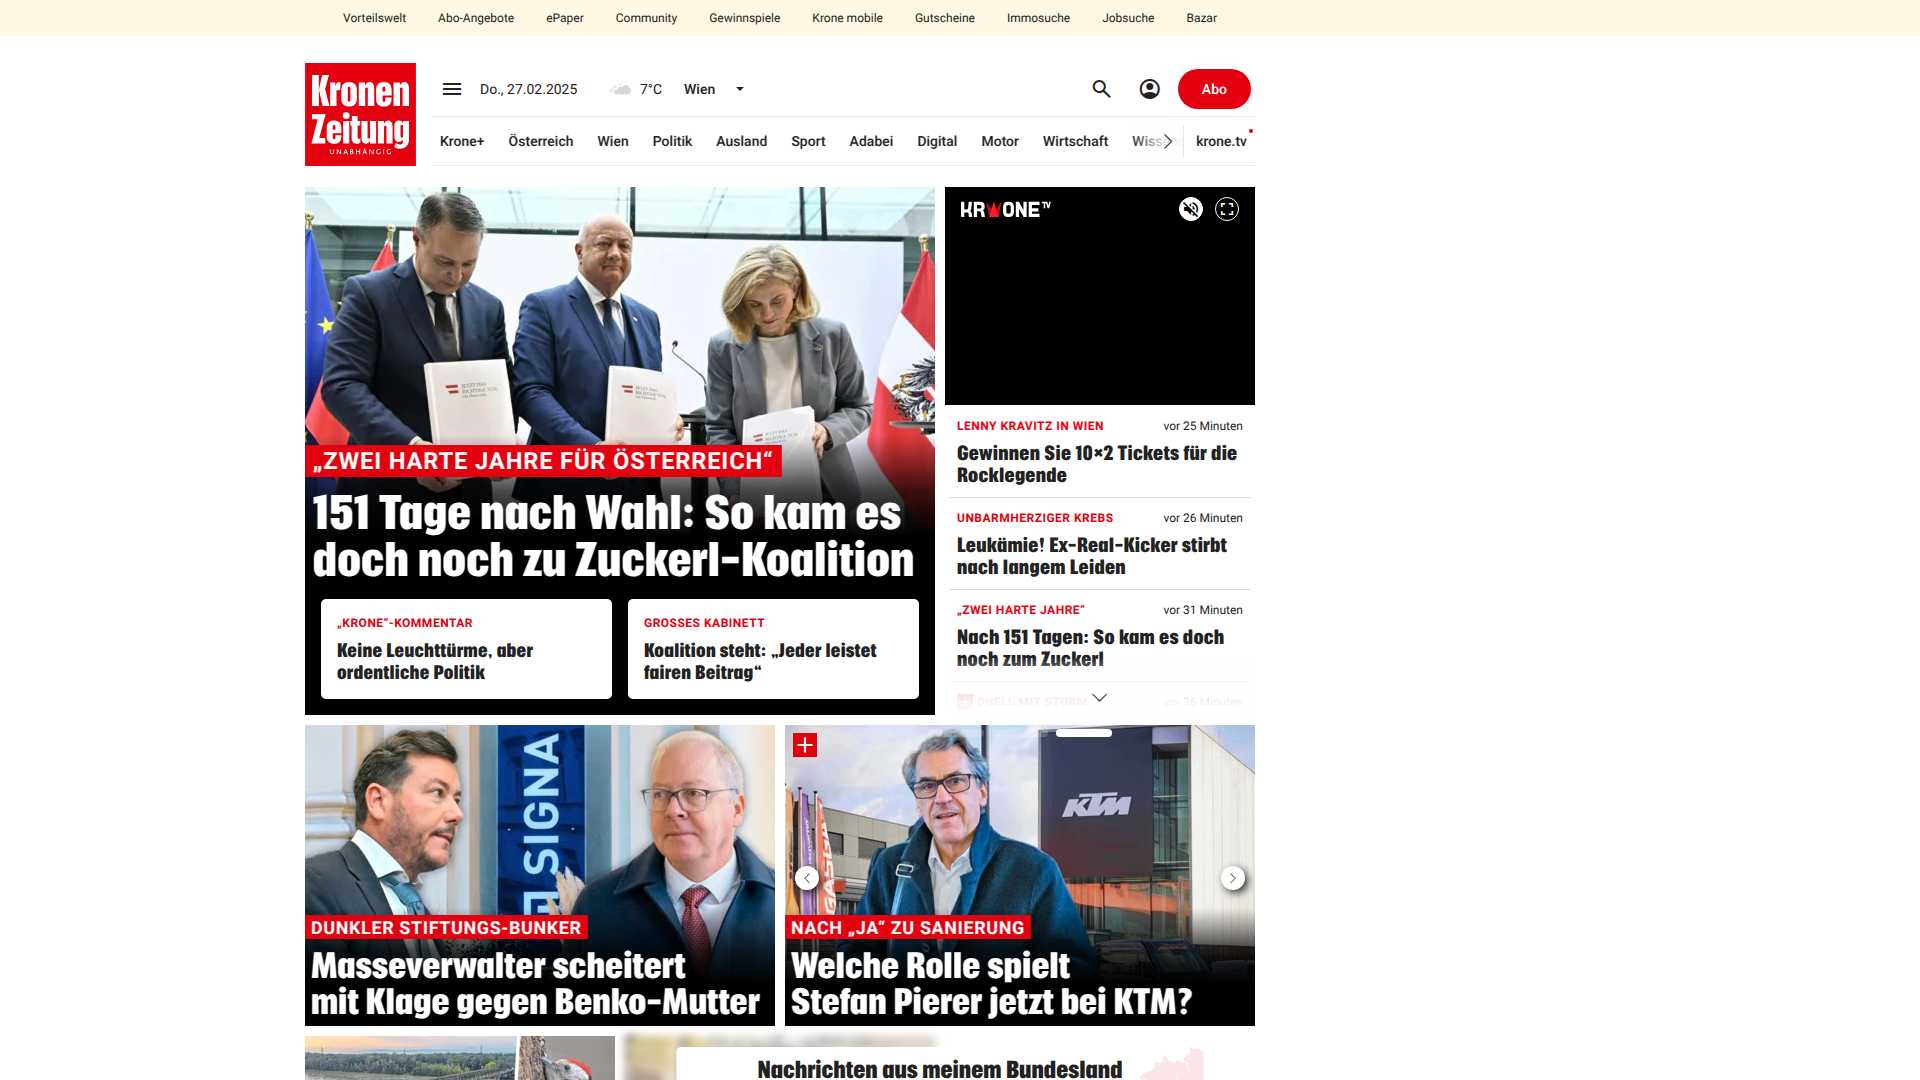 Vorteilswelt Abo-Angebote ePaper Community Gewinnspiele Krone mobile Gutscheine Immosuche Jobsuche Bazar
Kronen
Zeitung
UNABHÄNGIG
Do., 27.02.2025 7°C Wien Abo
Krone+ Österreich Wien Politik Ausland Sport Adabei Digital Motor Wirtschaft krone.tv
„ZWEI HARTE JAHRE FÜR ÖSTERREICH“
151 Tage nach Wahl: So kam es
doch noch zu Zuckerl-Koalition
„KRONE“-KOMMENTAR
Keine Leuchttürme, aber
ordentliche Politik
GROSSES KABINETT
Koalition steht: „Jeder leistet
fairen Beitrag“
KRONE TV
LENNY KRAVITZ IN WIEN vor 25 Minuten
Gewinnen Sie 10×2 Tickets für die
Rocklegende
UNBARMHERZIGER KREBS vor 26 Minuten
Leukämie! Ex-Real-Kicker stirbt
nach langem Leiden
„ZWEI HARTE JAHRE“ vor 31 Minuten
Nach 151 Tagen: So kam es doch
noch zum Zuckerl
DUELL MIT STURM vor 36 Minuten
SIGNA
DUNKLER STIFTUNGS-BUNKER
Masseverwalter scheitert
mit Klage gegen Benko-Mutter
KTM
GASGAS
NACH „JA“ ZU SANIERUNG
Welche Rolle spielt
Stefan Pierer jetzt bei KTM?
Nachrichten aus meinem Bundesland